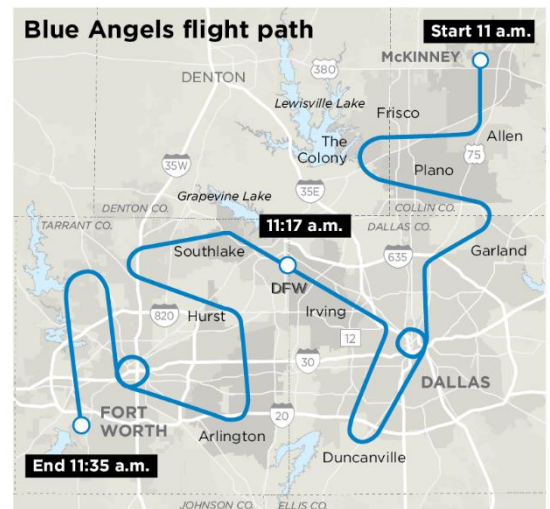 Blue Angels flight path
Start 11 a.m.
McKINNEY
DENTON
380
Lewisville Lake
Frisco
The
Colony
Allen
75
Plano
35W
35E
Grapevine Lake
DENTON CO.
TARRANT CO.
COLLIN CO.
DALLAS CO.
11:17 a.m.
Southlake
635
Garland
DFW
Irving
820
Hurst
12
30
DALLAS
FORT
WORTH
20
Arlington
Duncanville
End 11:35 a.m.
JOHNSON CO.
ELLIS CO.